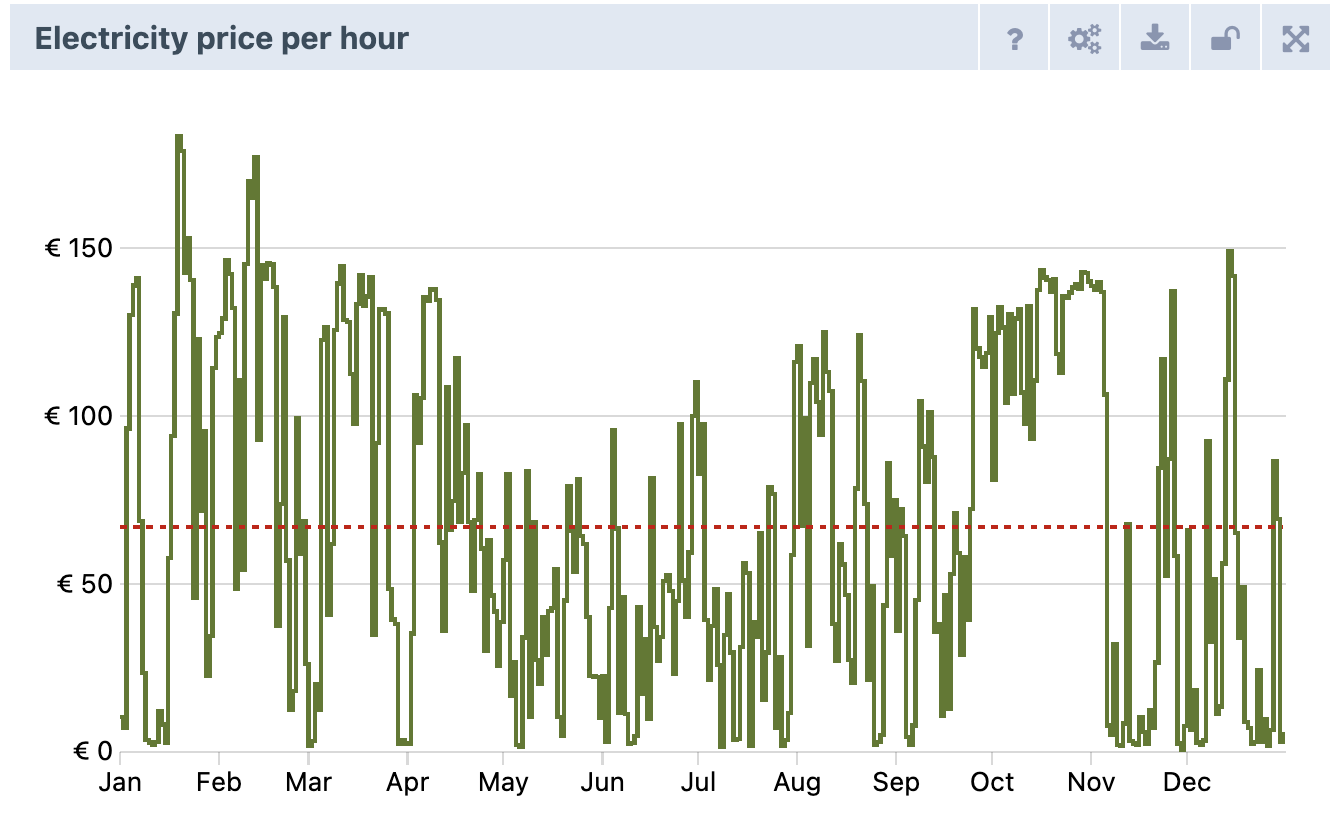 Electricity price per hour
?
€ 150
€ 100
€ 50
€ 0
Jan Feb Mar Apr May Jun Jul Aug Sep Oct Nov Dec